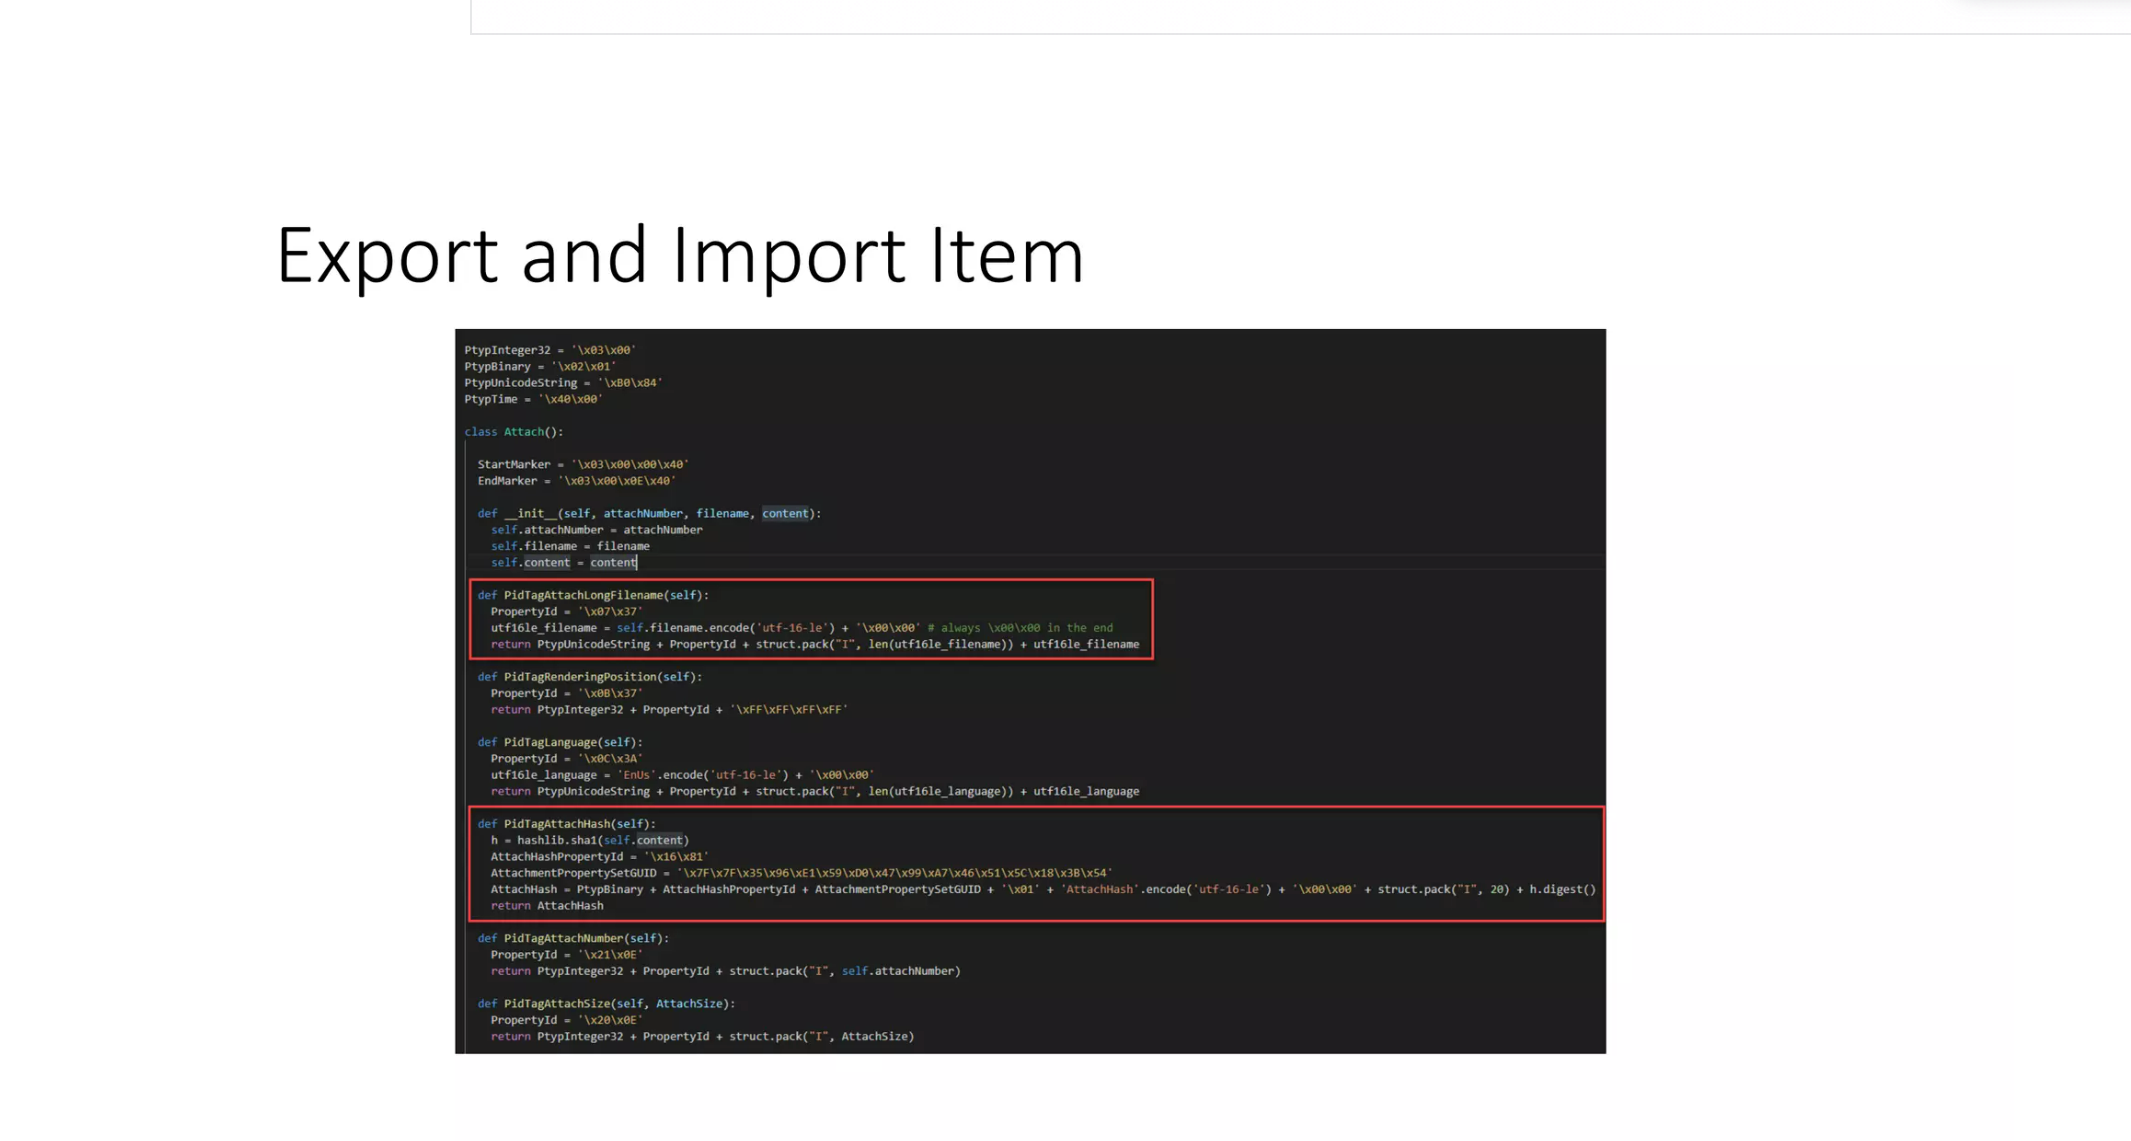 Export and Import Item
PtypInteger32 = '\x03\x00'
PtypBinary = '\x02\x01'
PtypUnicodeString = '\xB0\x84'
PtypTime = '\x40\x00'
class Attach():
StartMarker = '\x03\x00\x00\x40'
EndMarker = '\x03\x00\x0E\x40'
def __init__(self, attachNumber, filename, content):
self.attachNumber = attachNumber
self.filename = filename
self.content = content
def PidTagAttachLongFilename(self):
PropertyId = '\x07\x37'
utf16le_filename = self.filename.encode('utf-16-le') + '\x00\x00' # always \x00\x00 in the end
return PtypUnicodeString + PropertyId + struct.pack("I", len(utf16le_filename)) + utf16le_filename
def PidTagRenderingPosition(self):
PropertyId = '\x0B\x37'
return PtypInteger32 + PropertyId + '\xFF\xFF\xFF\xFF'
def PidTagLanguage(self):
PropertyId = '\x0C\x3A'
utf16le_language = 'EnUs'.encode('utf-16-le') + '\x00\x00'
return PtypUnicodeString + PropertyId + struct.pack("I", len(utf16le_language)) + utf16le_language
def PidTagAttachHash(self):
h = hashlib.sha1(self.content)
AttachHashPropertyId = '\x16\x81'
AttachmentPropertySetGUID = '\x7F\x7F\x35\x96\xE1\x59\xD0\x47\x99\xA7\x46\x51\x5C\x18\x3B\x54'
AttachHash = PtypBinary + AttachHashPropertyId + AttachmentPropertySetGUID + '\x01' + 'AttachHash'.encode('utf-16-le') + '\x00\x00' + struct.pack("I", 20) + h.digest()
return AttachHash
def PidTagAttachNumber(self):
PropertyId = '\x21\x0E'
return PtypInteger32 + PropertyId + struct.pack("I", self.attachNumber)
def PidTagAttachSize(self, AttachSize):
PropertyId = '\x20\x0E'
return PtypInteger32 + PropertyId + struct.pack("I", AttachSize)